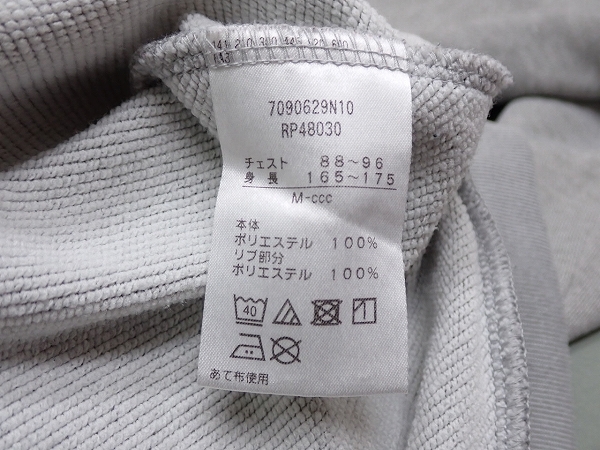 7090629N10
RP48030
チェスト 88～96
身長 165～175
M-ccc
本体
ポリエステル 100%
リブ部分
ポリエステル 100%
40
あて布使用